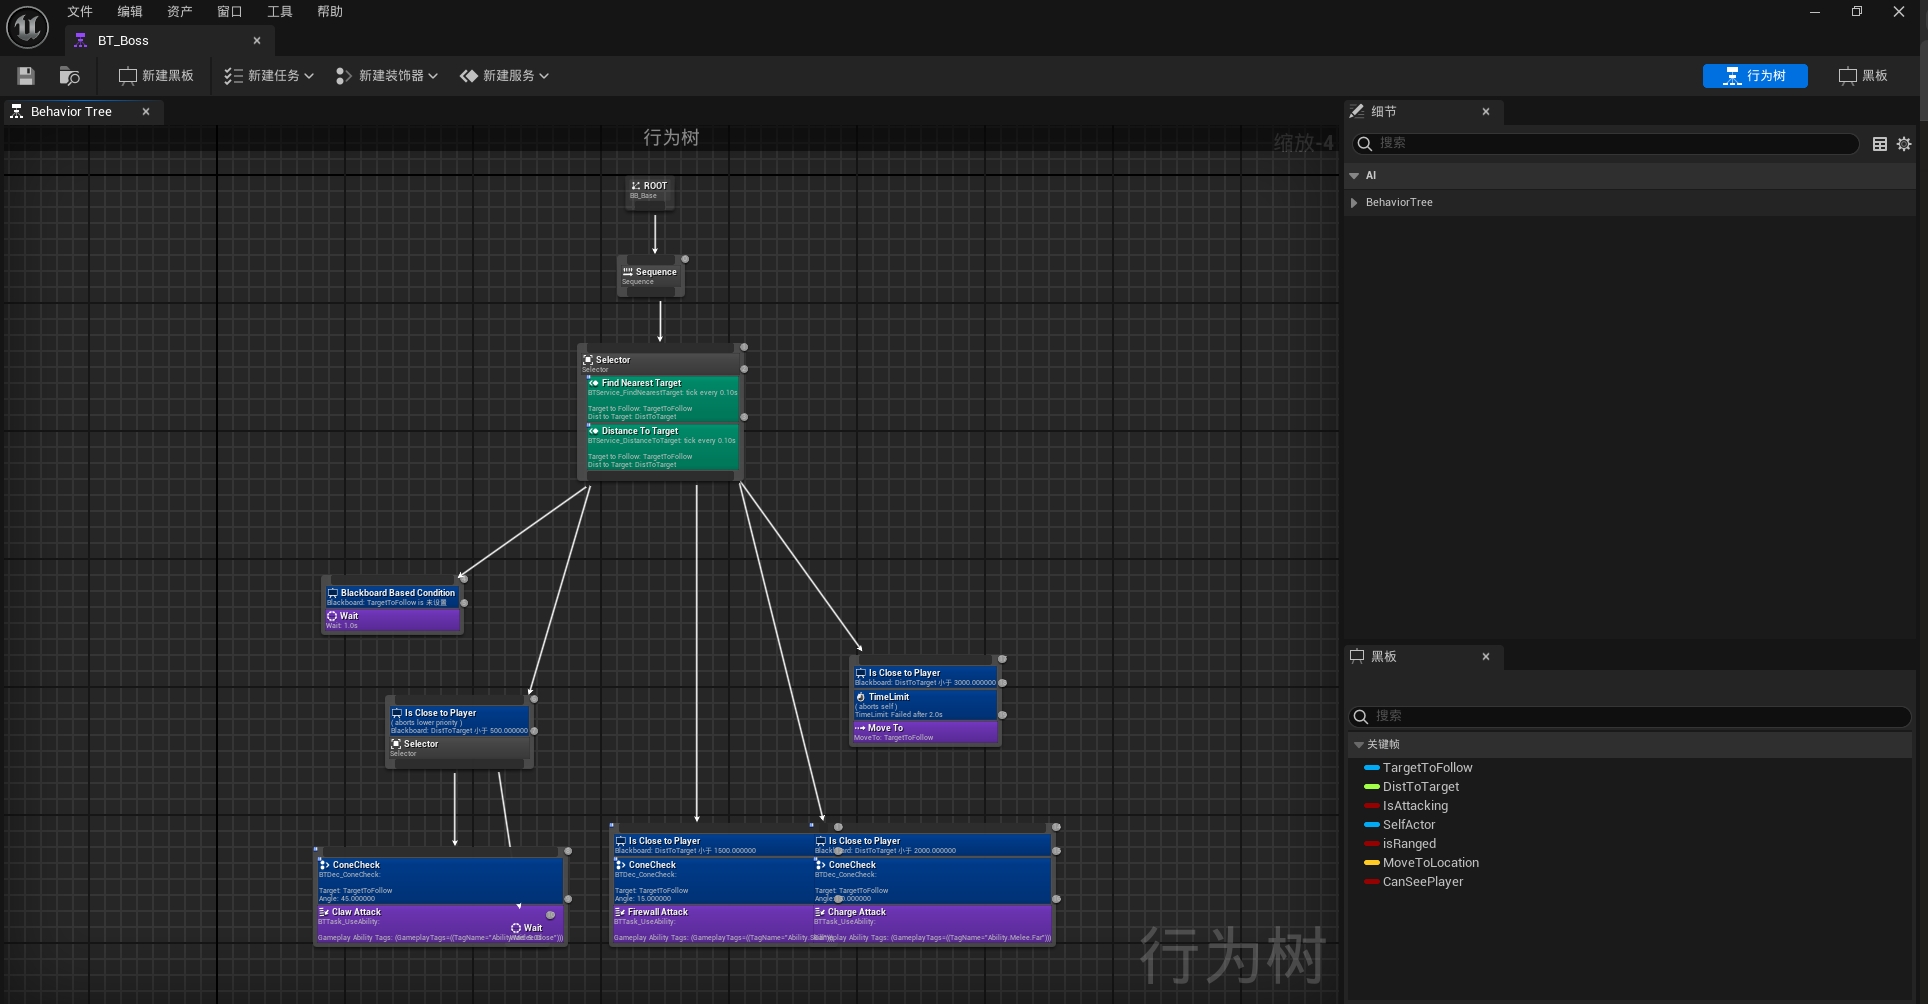 文件 编辑 资产 窗口 工具 帮助
BT_Boss
新建黑板 新建任务 新建装饰器 新建服务 行为树 黑板
Behavior Tree
行为树
缩放-4
ROOT
BB_Base
Sequence
Sequence
Selector
Selector
Find Nearest Target
BTService_FindNearestTarget: tick every 0.10s
Target to Follow: TargetToFollow
Dist to Target: DistToTarget
Distance To Target
BTService_DistanceToTarget: tick every 0.10s
Target to Follow: TargetToFollow
Dist to Target: DistToTarget
Blackboard Based Condition
Blackboard: TargetToFollow is 未设置
Wait
Wait: 1.0s
Is Close to Player
( aborts lower priority )
Blackboard: DistToTarget 小于 500.000000
Selector
Selector
Is Close to Player
Blackboard: DistToTarget 小于 3000.000000
TimeLimit
( aborts self )
TimeLimit: Failed after 2.0s
Move To
MoveTo: TargetToFollow
ConeCheck
BTDec_ConeCheck:
Target: TargetToFollow
Angle: 45.000000
Claw Attack
BTTask_UseAbility:
Gameplay Ability Tags: (GameplayTags=((TagName="Ability
Wait
Is Close to Player
Blackboard: DistToTarget 小于 1500.000000
ConeCheck
BTDec_ConeCheck:
Target: TargetToFollow
Angle: 15.000000
Firewall Attack
BTTask_UseAbility:
Gameplay Ability Tags: (GameplayTags=((TagName="Ability.
Is Close to Player
DistToTarget 小于 2000.000000
ConeCheck
BTDec_ConeCheck:
Target: TargetToFollow
Angle:
Charge Attack
BTTask_UseAbility:
Ability Tags: (GameplayTags=((TagName="Ability.Melee.Far")))
行为树
细节
搜索
AI
BehaviorTree
黑板
搜索
关键帧
TargetToFollow
DistToTarget
IsAttacking
SelfActor
isRanged
MoveToLocation
CanSeePlayer